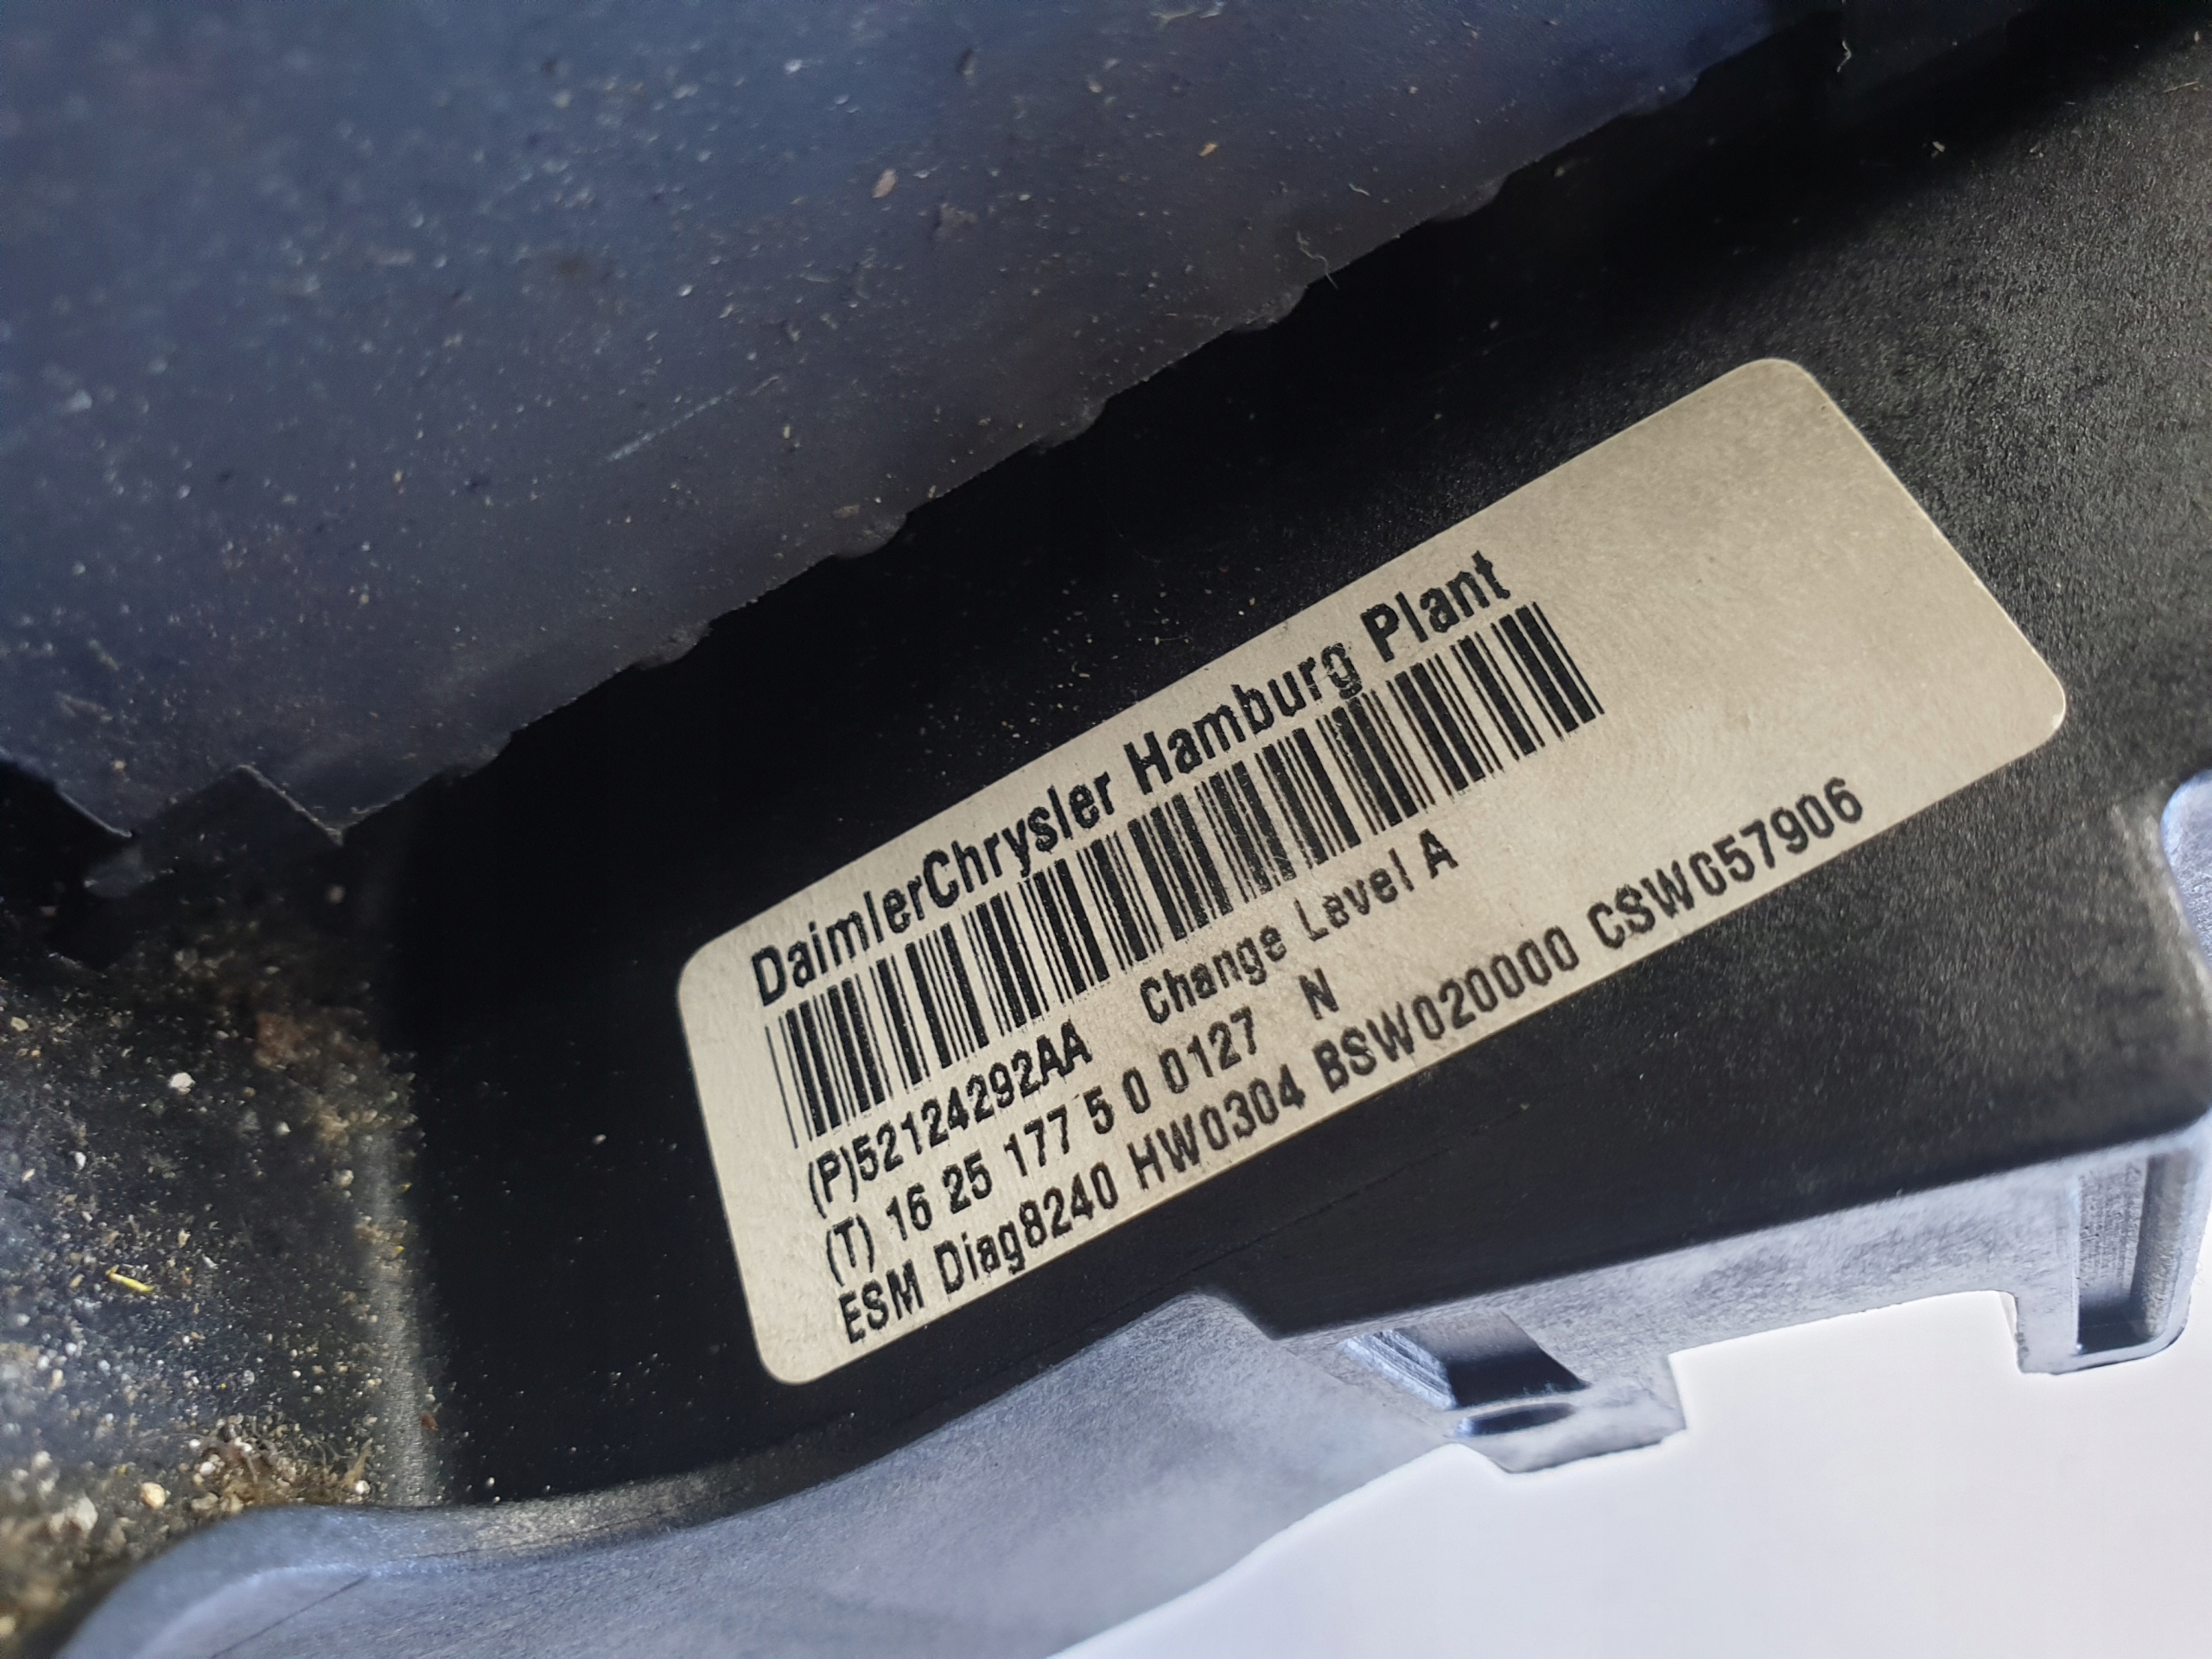 DaimlerChrysler Hamburg Plant
(P)52124292AA Change Level A
(T) 16 25 177 5 0 0127 N
ESM Diag8240 HW0304 BSW020000 CSW057906